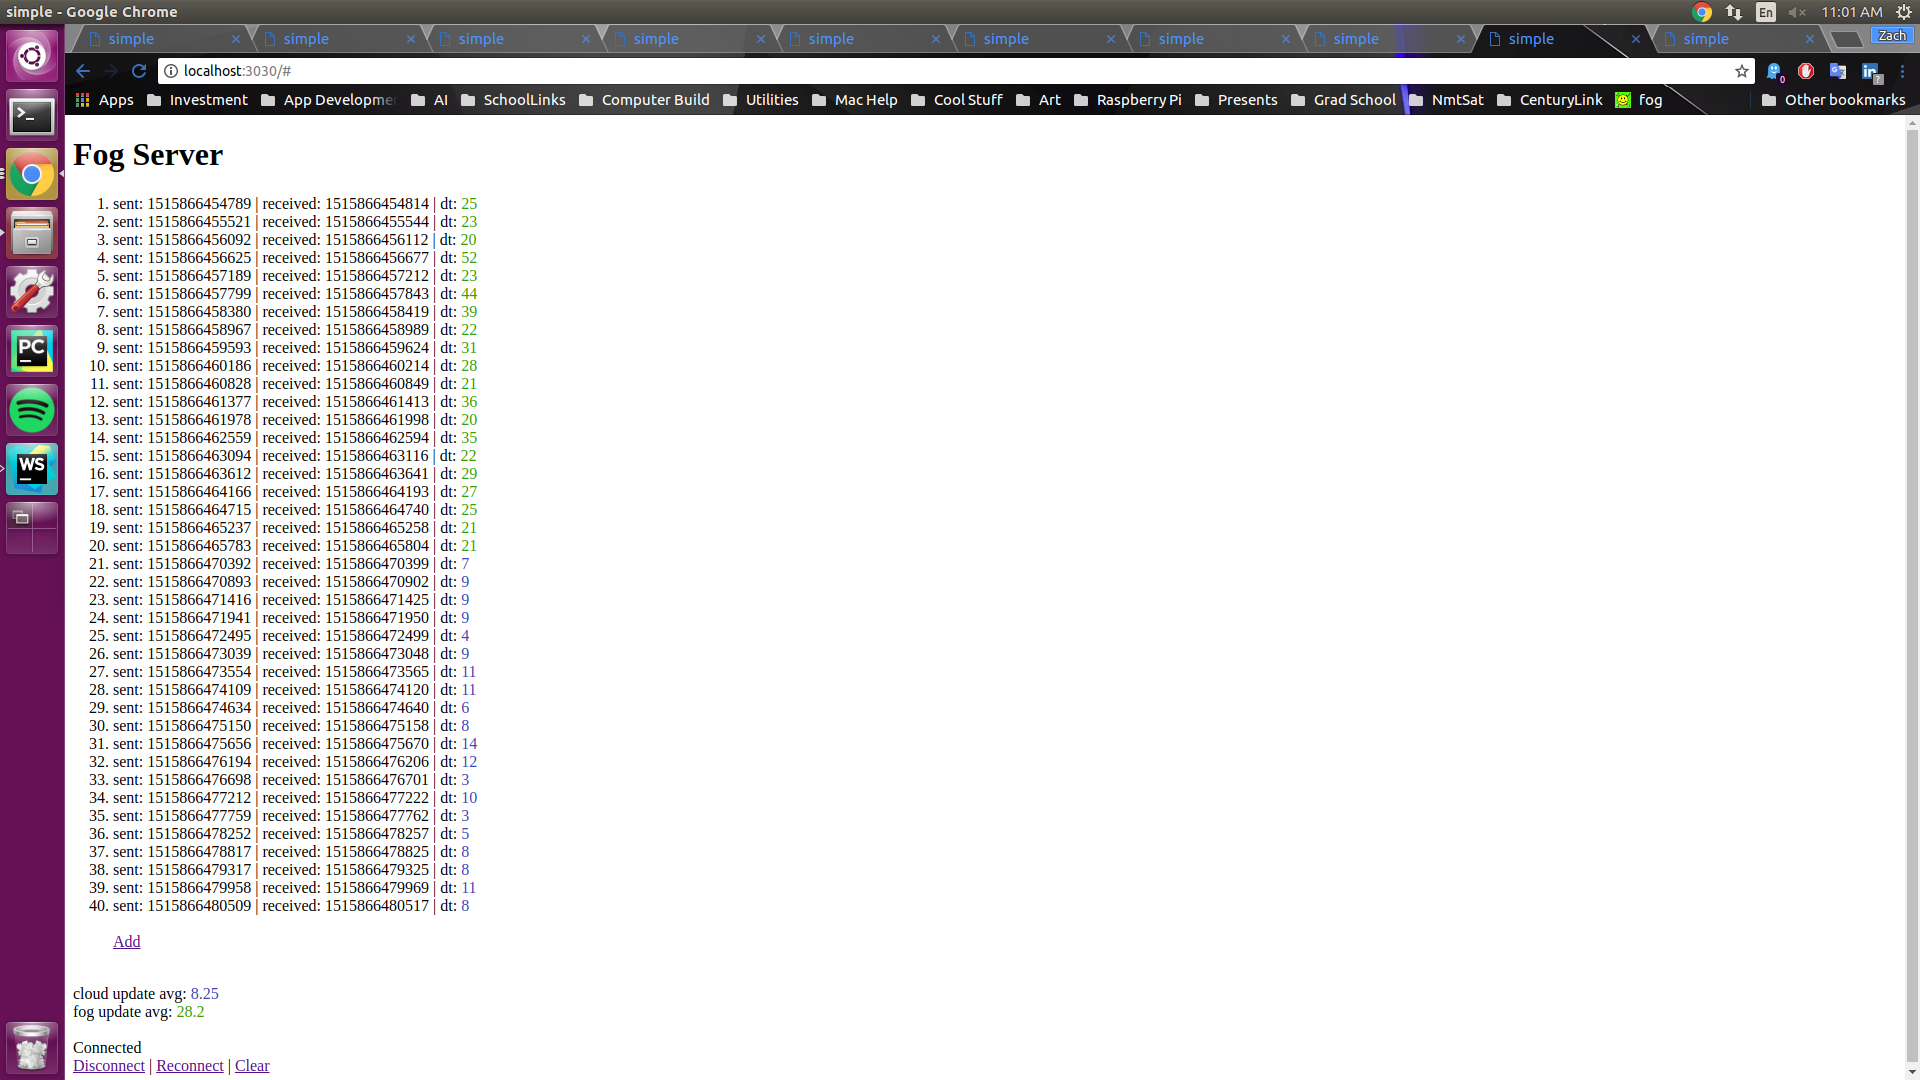 simple - Google Chrome
En
11:01 AM
simple
simple
simple
simple
simple
simple
simple
simple
simple
simple
Zach
localhost:3030/#
0
in
?
Apps
Investment
App Developme
AI
SchoolLinks
Computer Build
Utilities
Mac Help
Cool Stuff
Art
Raspberry Pi
Presents
Grad School
NmtSat
CenturyLink
fog
Other bookmarks
PC
WS
Fog Server
1. sent: 1515866454789 | received: 1515866454814 | dt: 25
2. sent: 1515866455521 | received: 1515866455544 | dt: 23
3. sent: 1515866456092 | received: 1515866456112 | dt: 20
4. sent: 1515866456625 | received: 1515866456677 | dt: 52
5. sent: 1515866457189 | received: 1515866457212 | dt: 23
6. sent: 1515866457799 | received: 1515866457843 | dt: 44
7. sent: 1515866458380 | received: 1515866458419 | dt: 39
8. sent: 1515866458967 | received: 1515866458989 | dt: 22
9. sent: 1515866459593 | received: 1515866459624 | dt: 31
10. sent: 1515866460186 | received: 1515866460214 | dt: 28
11. sent: 1515866460828 | received: 1515866460849 | dt: 21
12. sent: 1515866461377 | received: 1515866461413 | dt: 36
13. sent: 1515866461978 | received: 1515866461998 | dt: 20
14. sent: 1515866462559 | received: 1515866462594 | dt: 35
15. sent: 1515866463094 | received: 1515866463116 | dt: 22
16. sent: 1515866463612 | received: 1515866463641 | dt: 29
17. sent: 1515866464166 | received: 1515866464193 | dt: 27
18. sent: 1515866464715 | received: 1515866464740 | dt: 25
19. sent: 1515866465237 | received: 1515866465258 | dt: 21
20. sent: 1515866465783 | received: 1515866465804 | dt: 21
21. sent: 1515866470392 | received: 1515866470399 | dt: 7
22. sent: 1515866470893 | received: 1515866470902 | dt: 9
23. sent: 1515866471416 | received: 1515866471425 | dt: 9
24. sent: 1515866471941 | received: 1515866471950 | dt: 9
25. sent: 1515866472495 | received: 1515866472499 | dt: 4
26. sent: 1515866473039 | received: 1515866473048 | dt: 9
27. sent: 1515866473554 | received: 1515866473565 | dt: 11
28. sent: 1515866474109 | received: 1515866474120 | dt: 11
29. sent: 1515866474634 | received: 1515866474640 | dt: 6
30. sent: 1515866475150 | received: 1515866475158 | dt: 8
31. sent: 1515866475656 | received: 1515866475670 | dt: 14
32. sent: 1515866476194 | received: 1515866476206 | dt: 12
33. sent: 1515866476698 | received: 1515866476701 | dt: 3
34. sent: 1515866477212 | received: 1515866477222 | dt: 10
35. sent: 1515866477759 | received: 1515866477762 | dt: 3
36. sent: 1515866478252 | received: 1515866478257 | dt: 5
37. sent: 1515866478817 | received: 1515866478825 | dt: 8
38. sent: 1515866479317 | received: 1515866479325 | dt: 8
39. sent: 1515866479958 | received: 1515866479969 | dt: 11
40. sent: 1515866480509 | received: 1515866480517 | dt: 8
Add
cloud update avg: 8.25
fog update avg: 28.2
Connected
Disconnect | Reconnect | Clear